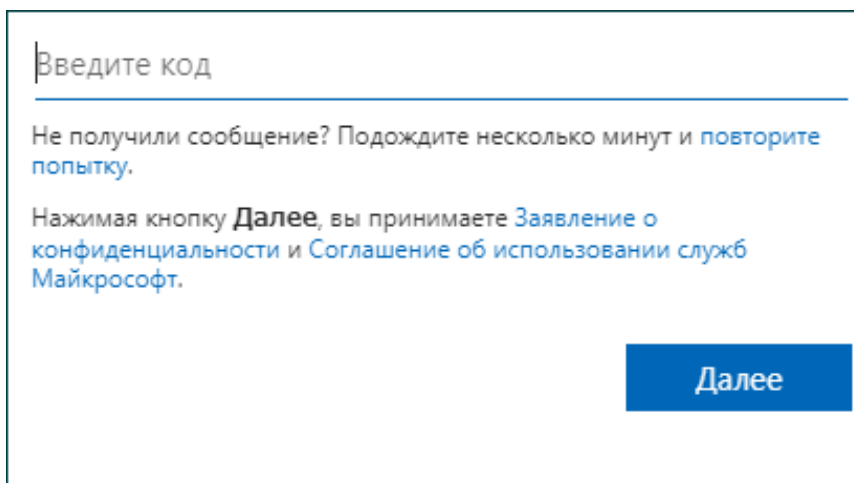 Введите код
Не получили сообщение? Подождите несколько минут и повторите
попытку.
Нажимая кнопку Далее, вы принимаете Заявление о
конфиденциальности и Соглашение об использовании служб
Майкрософт.
Далее